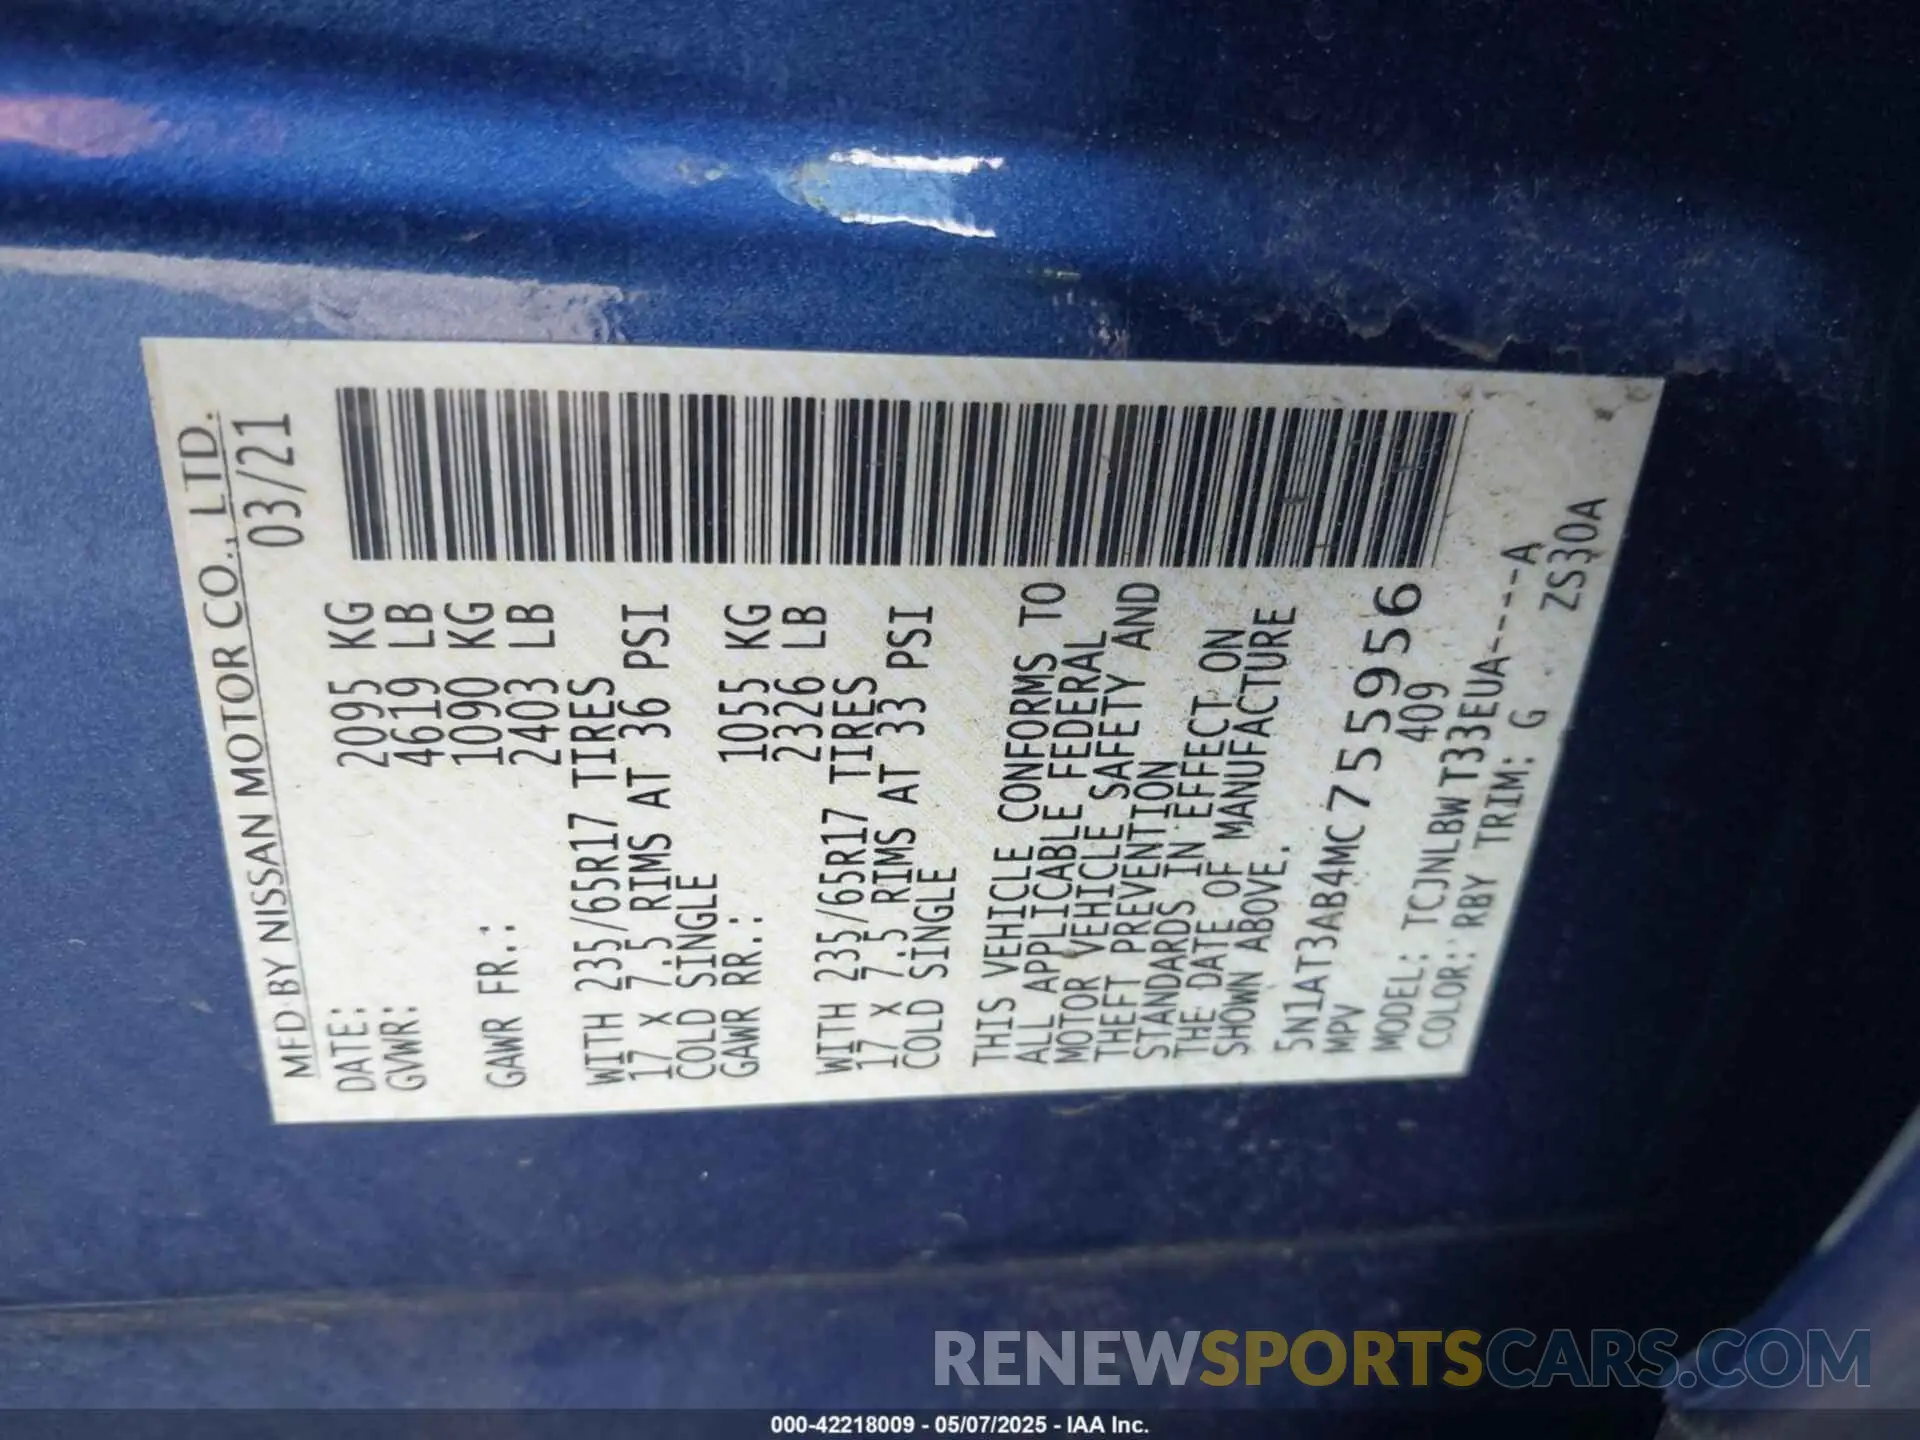 MFD BY NISSAN MOTOR CO., LTD.
DATE: 03/21
GVWR: 2095 KG
4619 LB
GAWR FR.: 1090 KG
2403 LB
WITH 235/65R17 TIRES
17 X 7.5 RIMS AT 36 PSI
COLD SINGLE
GAWR RR.: 1055 KG
2326 LB
WITH 235/65R17 TIRES
17 X 7.5 RIMS AT 33 PSI
COLD SINGLE
THIS VEHICLE CONFORMS TO
ALL APPLICABLE FEDERAL
MOTOR VEHICLE SAFETY AND
THEFT PREVENTION
STANDARDS IN EFFECT ON
THE DATE OF MANUFACTURE
SHOWN ABOVE.
5N1AT3AB4MC755956
MPV 409
MODEL: TCJNLBWT33EUA----A
COLOR: RBY TRIM: G ZS30A
RENEWSPORTSCARS.COM
000-42218009 - 05/07/2025 - IAA Inc.